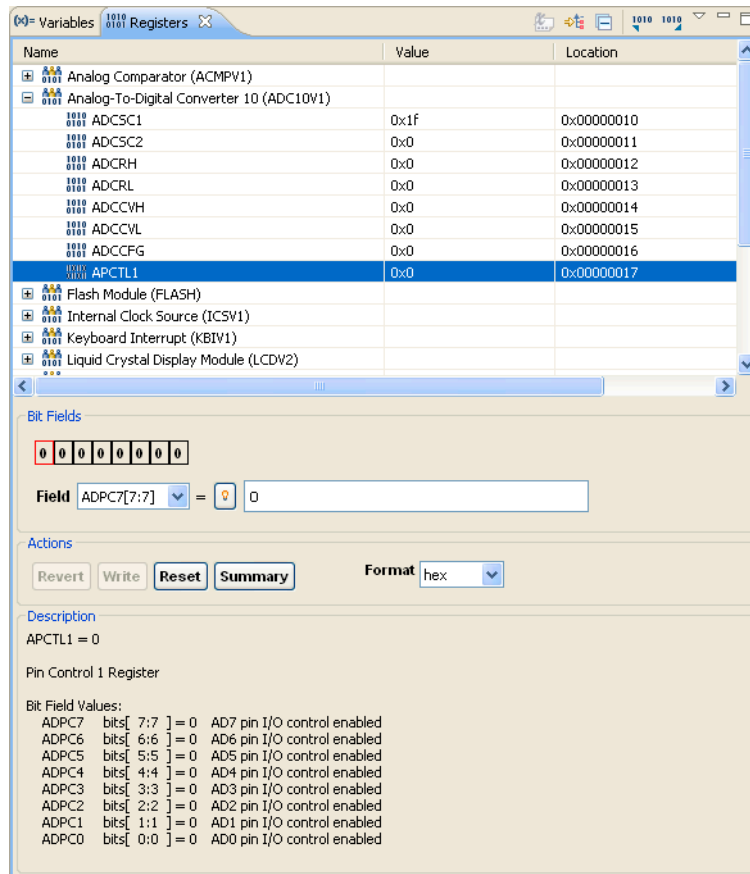 (x)= Variables 1010 0101 Registers
Name Value Location
Analog Comparator (ACMPV1)
Analog-To-Digital Converter 10 (ADC10V1)
ADCSC1 0x1f 0x00000010
ADCSC2 0x0 0x00000011
ADCRH 0x0 0x00000012
ADCRL 0x0 0x00000013
ADCCVH 0x0 0x00000014
ADCCVL 0x0 0x00000015
ADCCFG 0x0 0x00000016
APCTL1 0x0 0x00000017
Flash Module (FLASH)
Internal Clock Source (ICSV1)
Keyboard Interrupt (KBIV1)
Liquid Crystal Display Module (LCDV2)
Bit Fields
0 0 0 0 0 0 0 0
Field ADPC7[7:7] = 0
Actions
Revert Write Reset Summary Format hex
Description
APCTL1 = 0
Pin Control 1 Register
Bit Field Values:
ADPC7 bits[ 7:7 ] = 0 AD7 pin I/O control enabled
ADPC6 bits[ 6:6 ] = 0 AD6 pin I/O control enabled
ADPC5 bits[ 5:5 ] = 0 AD5 pin I/O control enabled
ADPC4 bits[ 4:4 ] = 0 AD4 pin I/O control enabled
ADPC3 bits[ 3:3 ] = 0 AD3 pin I/O control enabled
ADPC2 bits[ 2:2 ] = 0 AD2 pin I/O control enabled
ADPC1 bits[ 1:1 ] = 0 AD1 pin I/O control enabled
ADPC0 bits[ 0:0 ] = 0 AD0 pin I/O control enabled